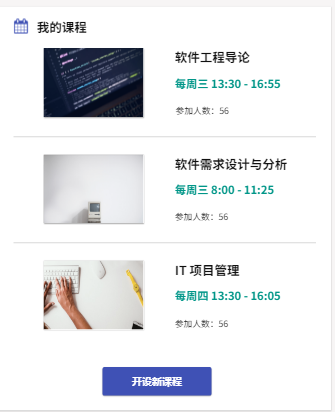 我的课程
软件工程导论
每周三 13:30 - 16:55
参加人数：56
软件需求设计与分析
每周三 8:00 - 11:25
参加人数：56
IT 项目管理
每周四 13:30 - 16:05
参加人数：56
开设新课程